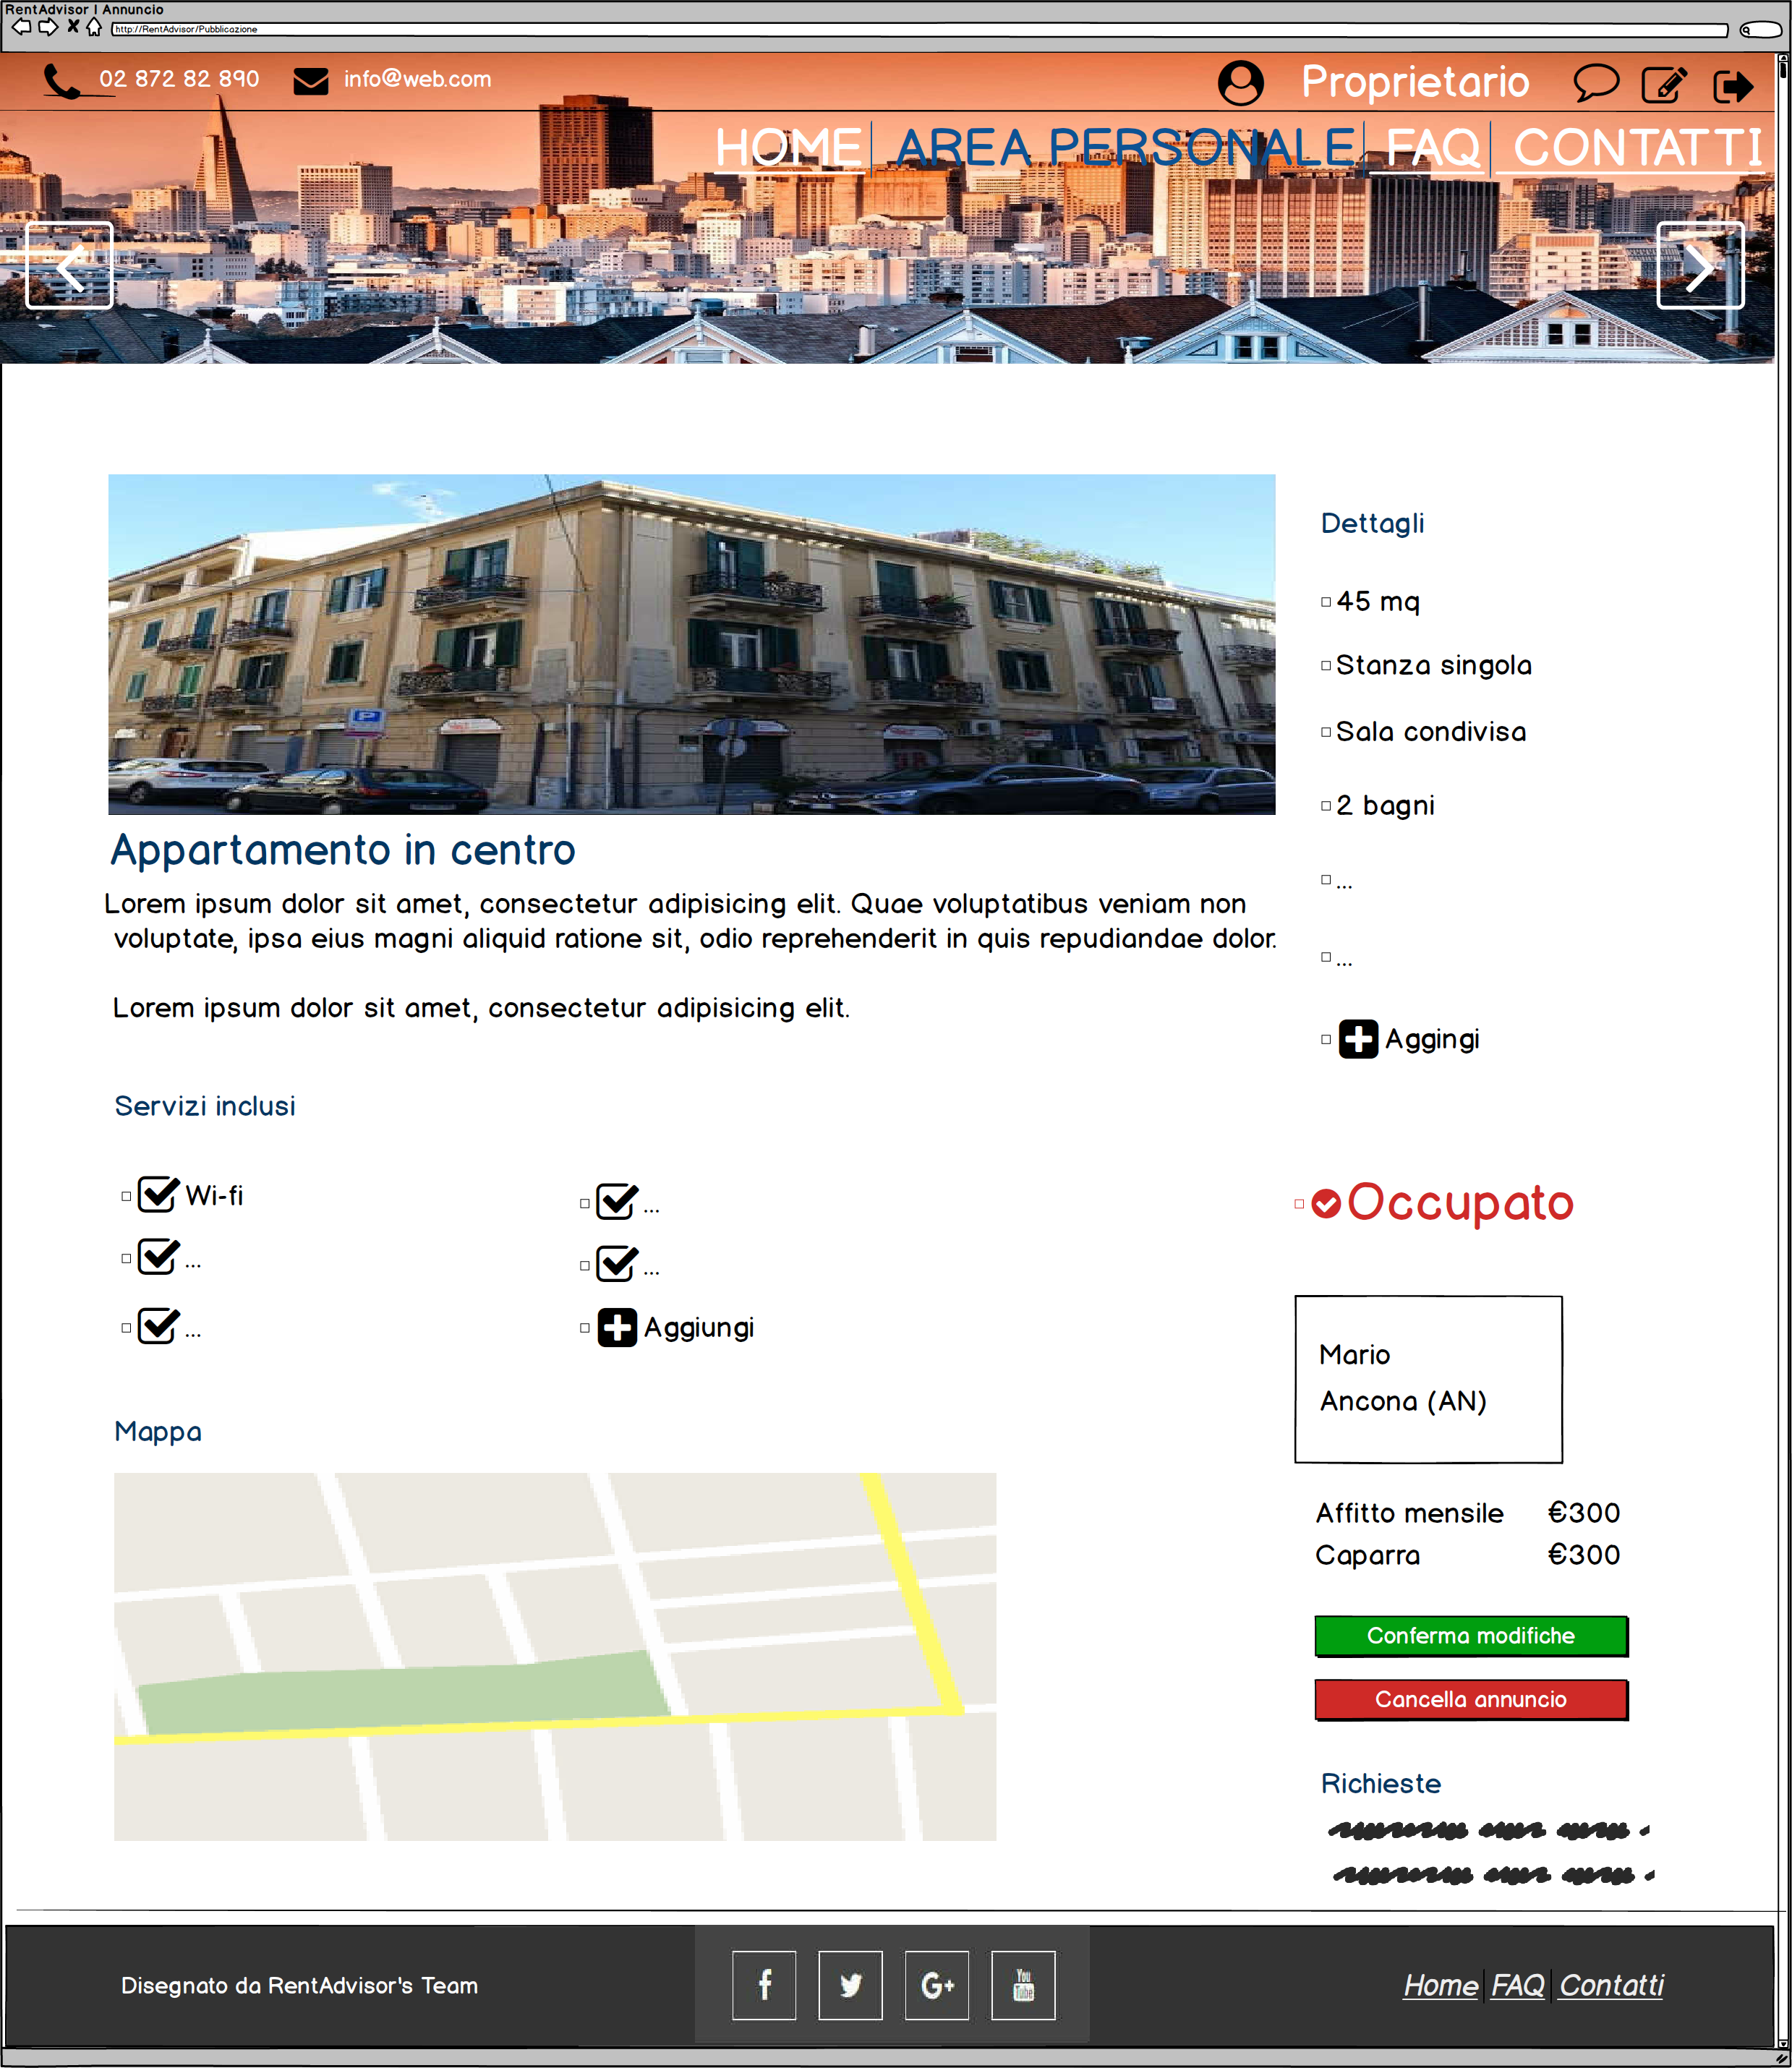 RentAdvisor | Annuncio
http://RentAdvisor/Pubblicazione
02 872 82 890
info@web.com
Proprietario
HOME
AREA PERSONALE
FAQ
CONTATTI
P
Dettagli
45 mq
Stanza singola
Sala condivisa
2 bagni
...
...
Aggingi
Appartamento in centro
Lorem ipsum dolor sit amet, consectetur adipisicing elit. Quae voluptatibus veniam non
voluptate, ipsa eius magni aliquid ratione sit, odio reprehenderit in quis repudiandae dolor.
Lorem ipsum dolor sit amet, consectetur adipisicing elit.
Servizi inclusi
Wi-fi
...
...
...
...
Aggiungi
Occupato
Mario
Ancona (AN)
Affitto mensile €300
Caparra €300
Conferma modifiche
Cancella annuncio
Mappa
Richieste
Disegnato da RentAdvisor's Team
f
G+
You
Tube
Home
FAQ
Contatti